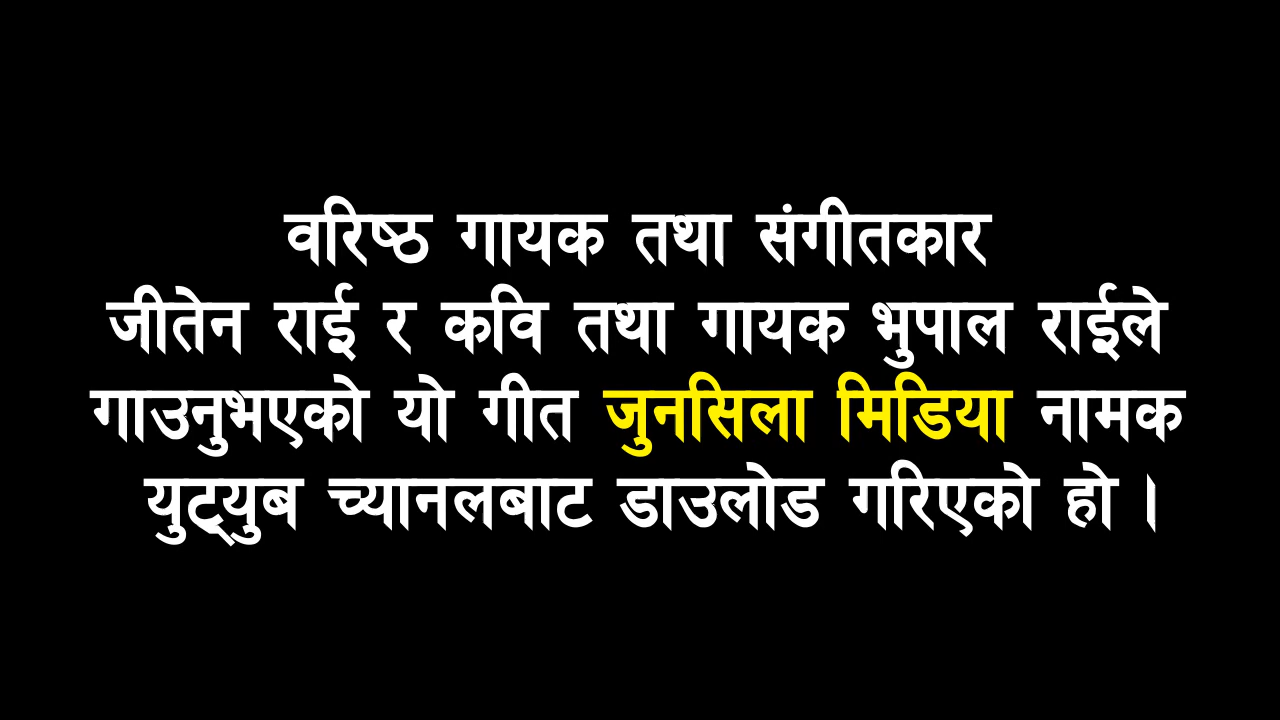 वरिष्ठ गायक तथा संगीतकार
जीतेन राई र कवि तथा गायक भुपाल राईले
गाउनुभएको यो गीत जुनसिला मिडिया नामक
युट्युब च्यानलबाट डाउलोड गरिएको हो ।